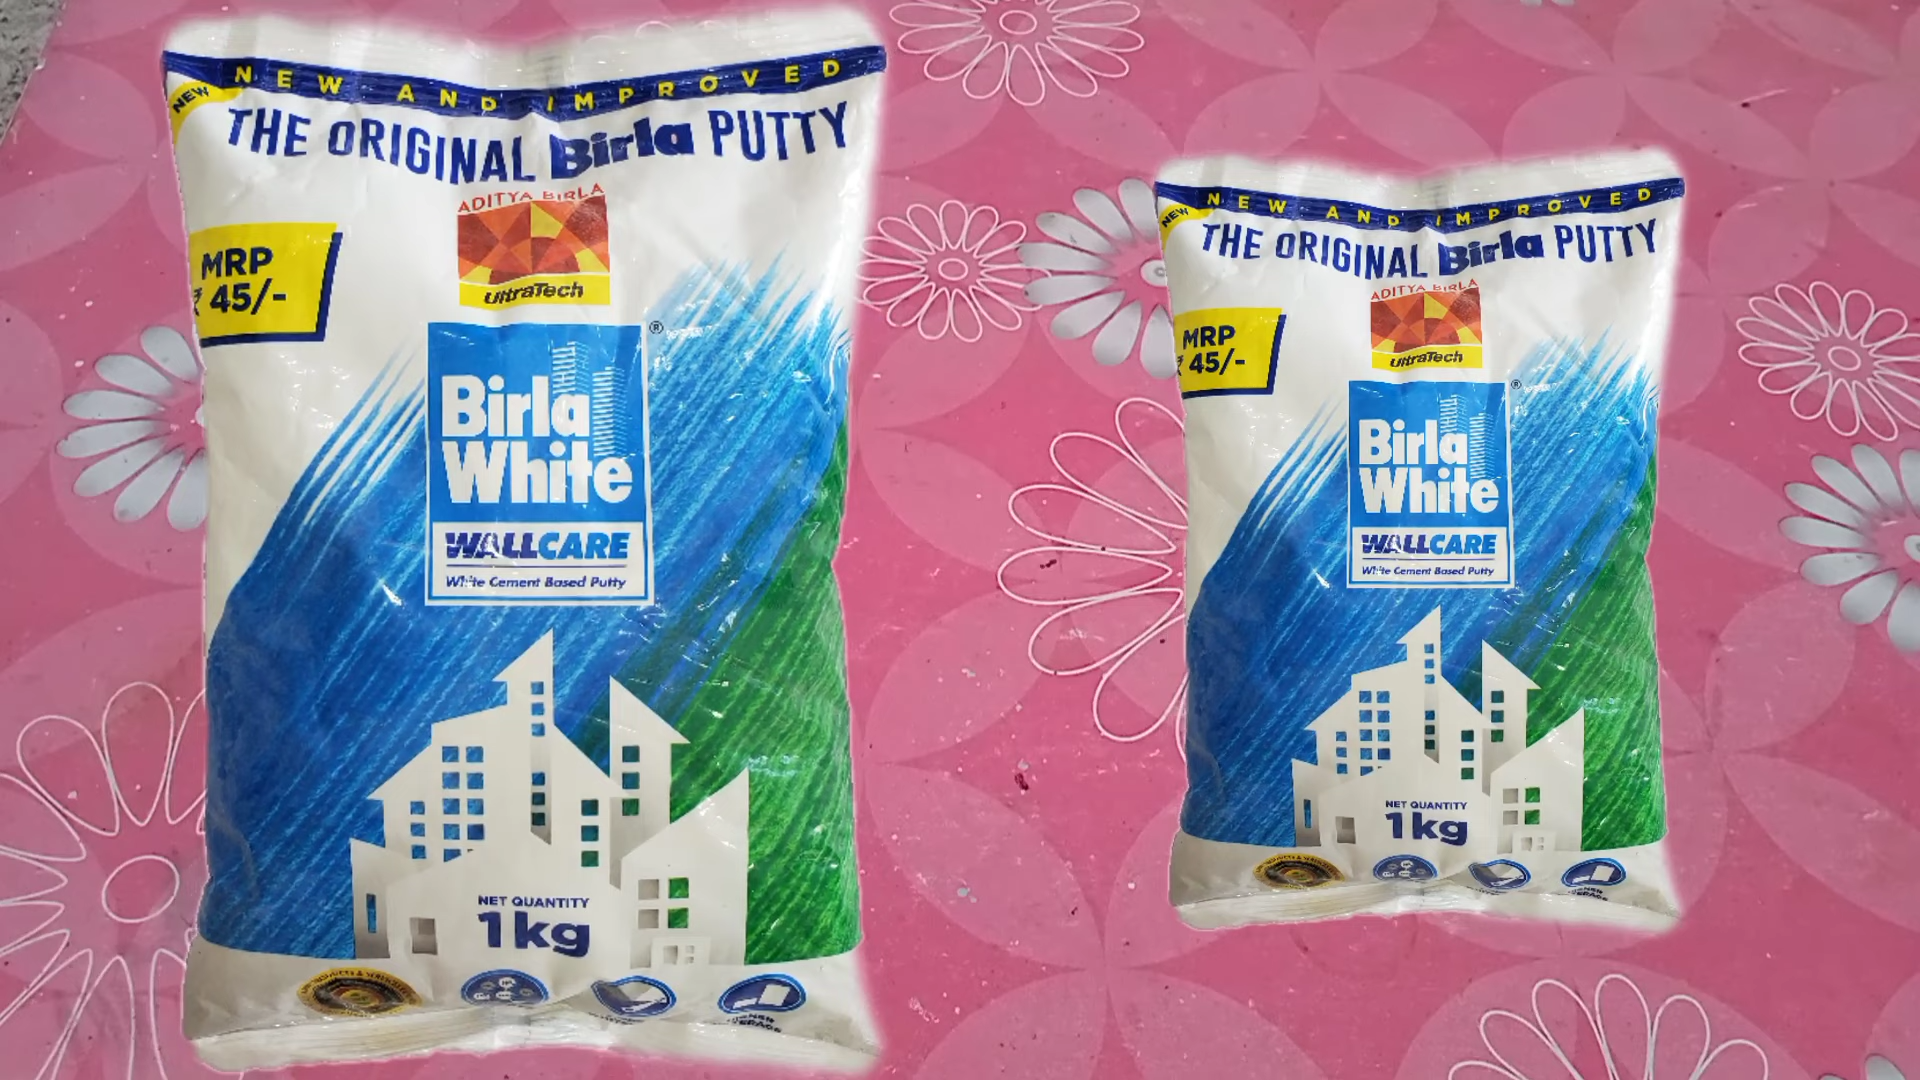 NEW AND IMPROVED
NEW
THE ORIGINAL Birla PUTTY
ADITYA BIRLA
UltraTech
MRP
₹ 45/-
Birla
White
®
WALLCARE
White Cement Based Putty
NET QUANTITY
1kg
NEW AND IMPROVED
NEW
THE ORIGINAL Birla PUTTY
ADITYA BIRLA
UltraTech
MRP
₹ 45/-
Birla
White
®
WALLCARE
White Cement Based Putty
NET QUANTITY
1kg